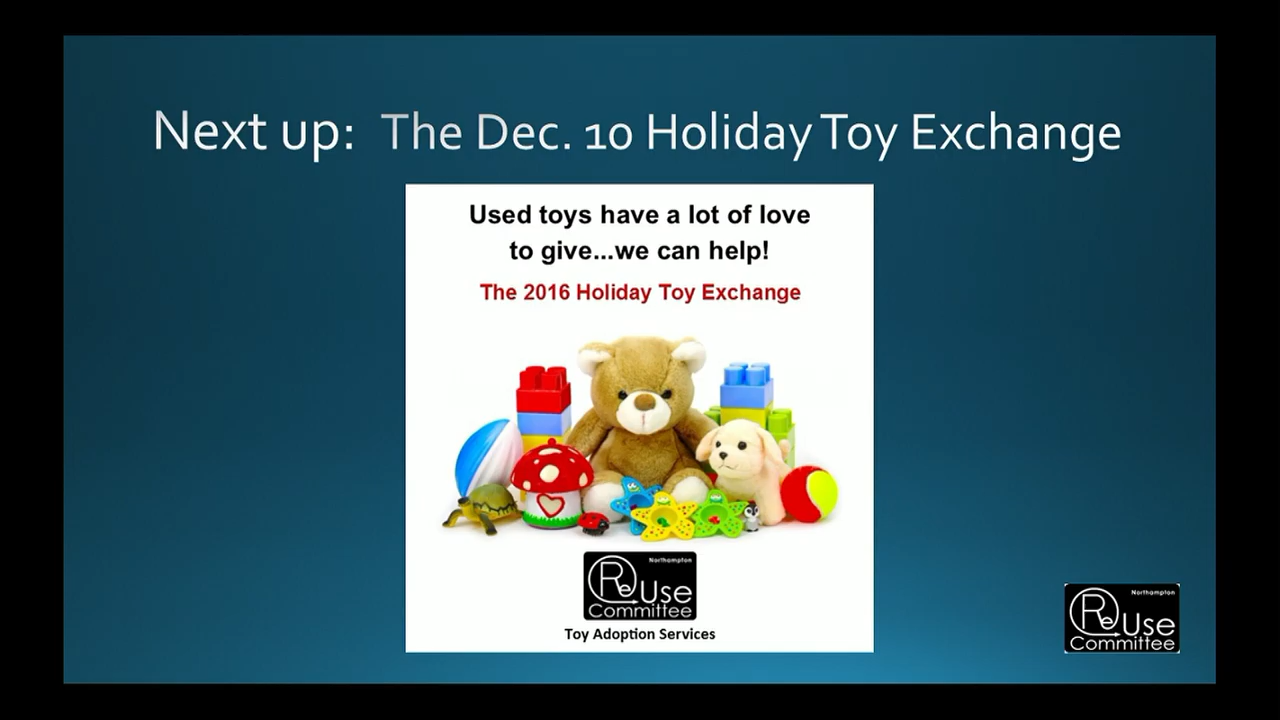 Next up: The Dec. 10 Holiday Toy Exchange
Used toys have a lot of love
to give...we can help!
The 2016 Holiday Toy Exchange
Northampton
ReUse
Committee
Toy Adoption Services
Northampton
ReUse
Committee